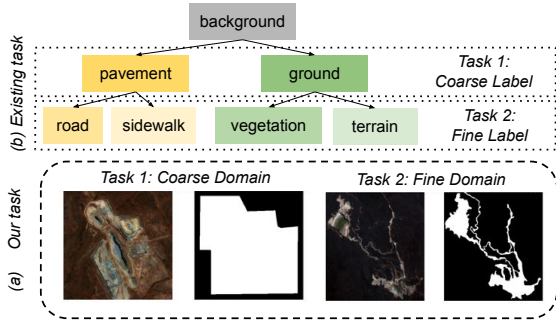 background
(b) Existing task
pavement
ground
Task 1:
Coarse Label
road
sidewalk
vegetation
terrain
Task 2:
Fine Label
(a) Our task
Task 1: Coarse Domain
Task 2: Fine Domain